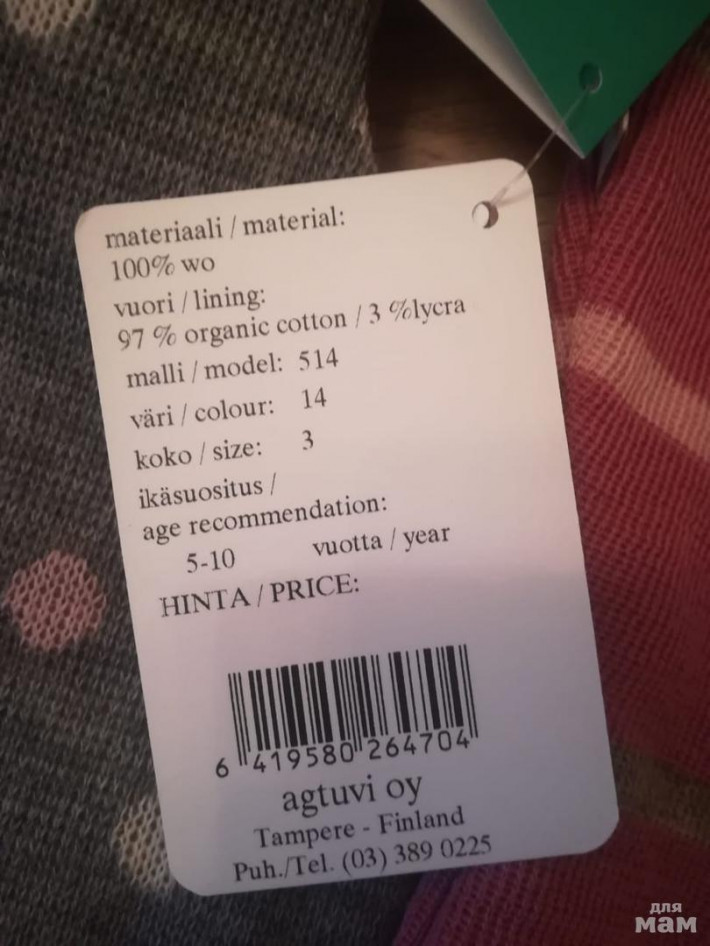 materiaali / material:
100% wo
vuori / lining:
97 % organic cotton / 3 %lycra
malli / model: 514
väri / colour: 14
koko / size: 3
ikäsuositus /
age recommendation:
5-10 vuotta / year
HINTA / PRICE:
6 419580 264704
agtuvi oy
Tampere - Finland
Puh./Tel. (03) 389 0225
для
мам